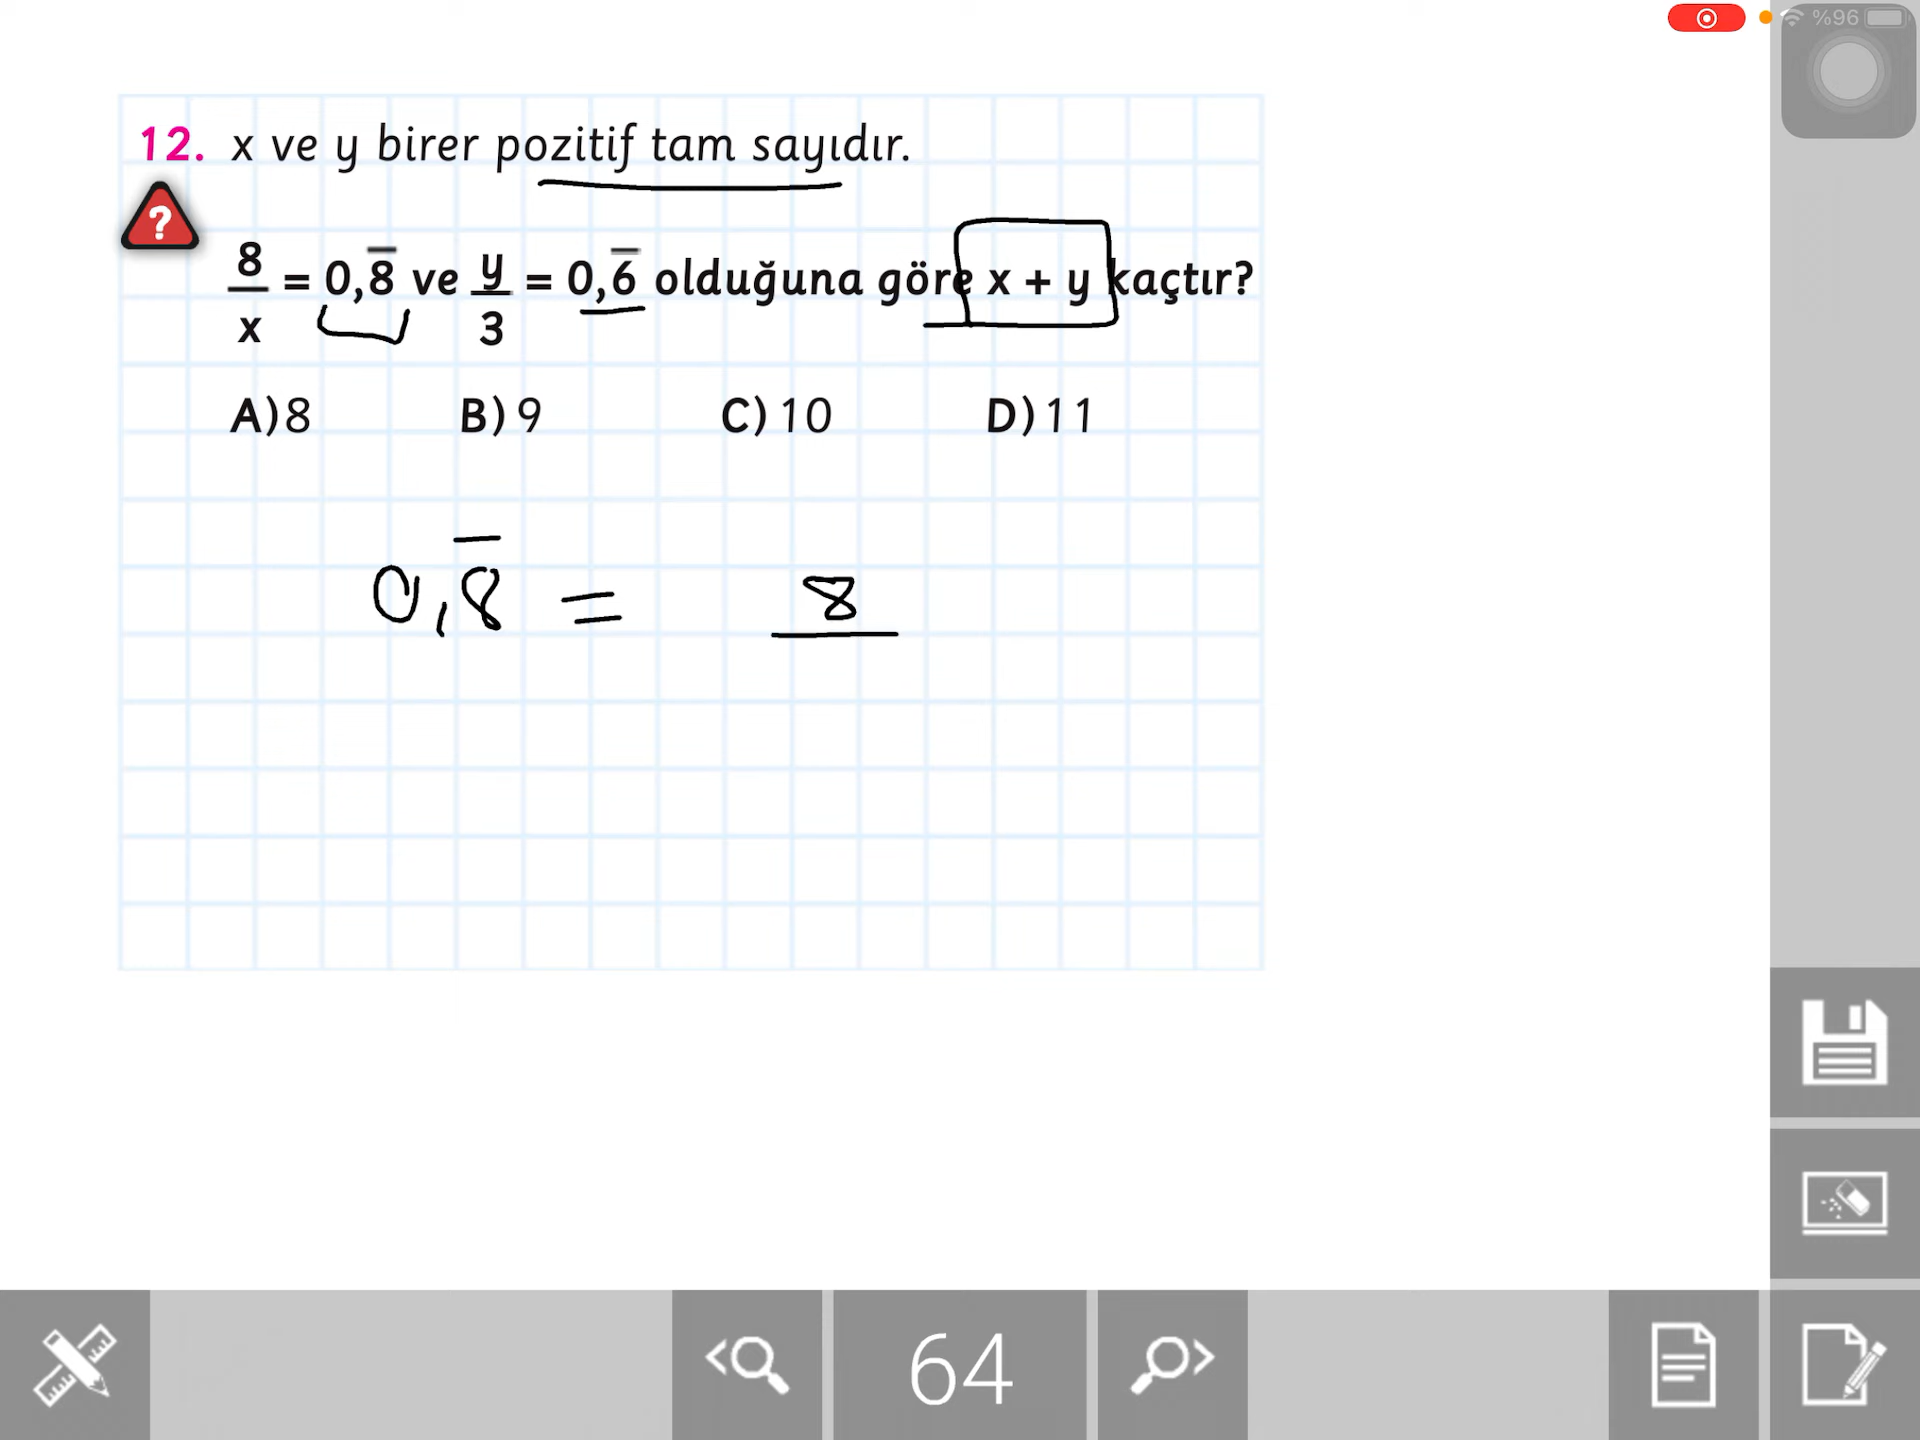 %96
12. x ve y birer pozitif tam sayıdır.
8/x = 0,8̅ ve y/3 = 0,6̅ olduğuna göre x + y kaçtır?
A) 8 B) 9 C) 10 D) 11
0,8̅ = 8
64